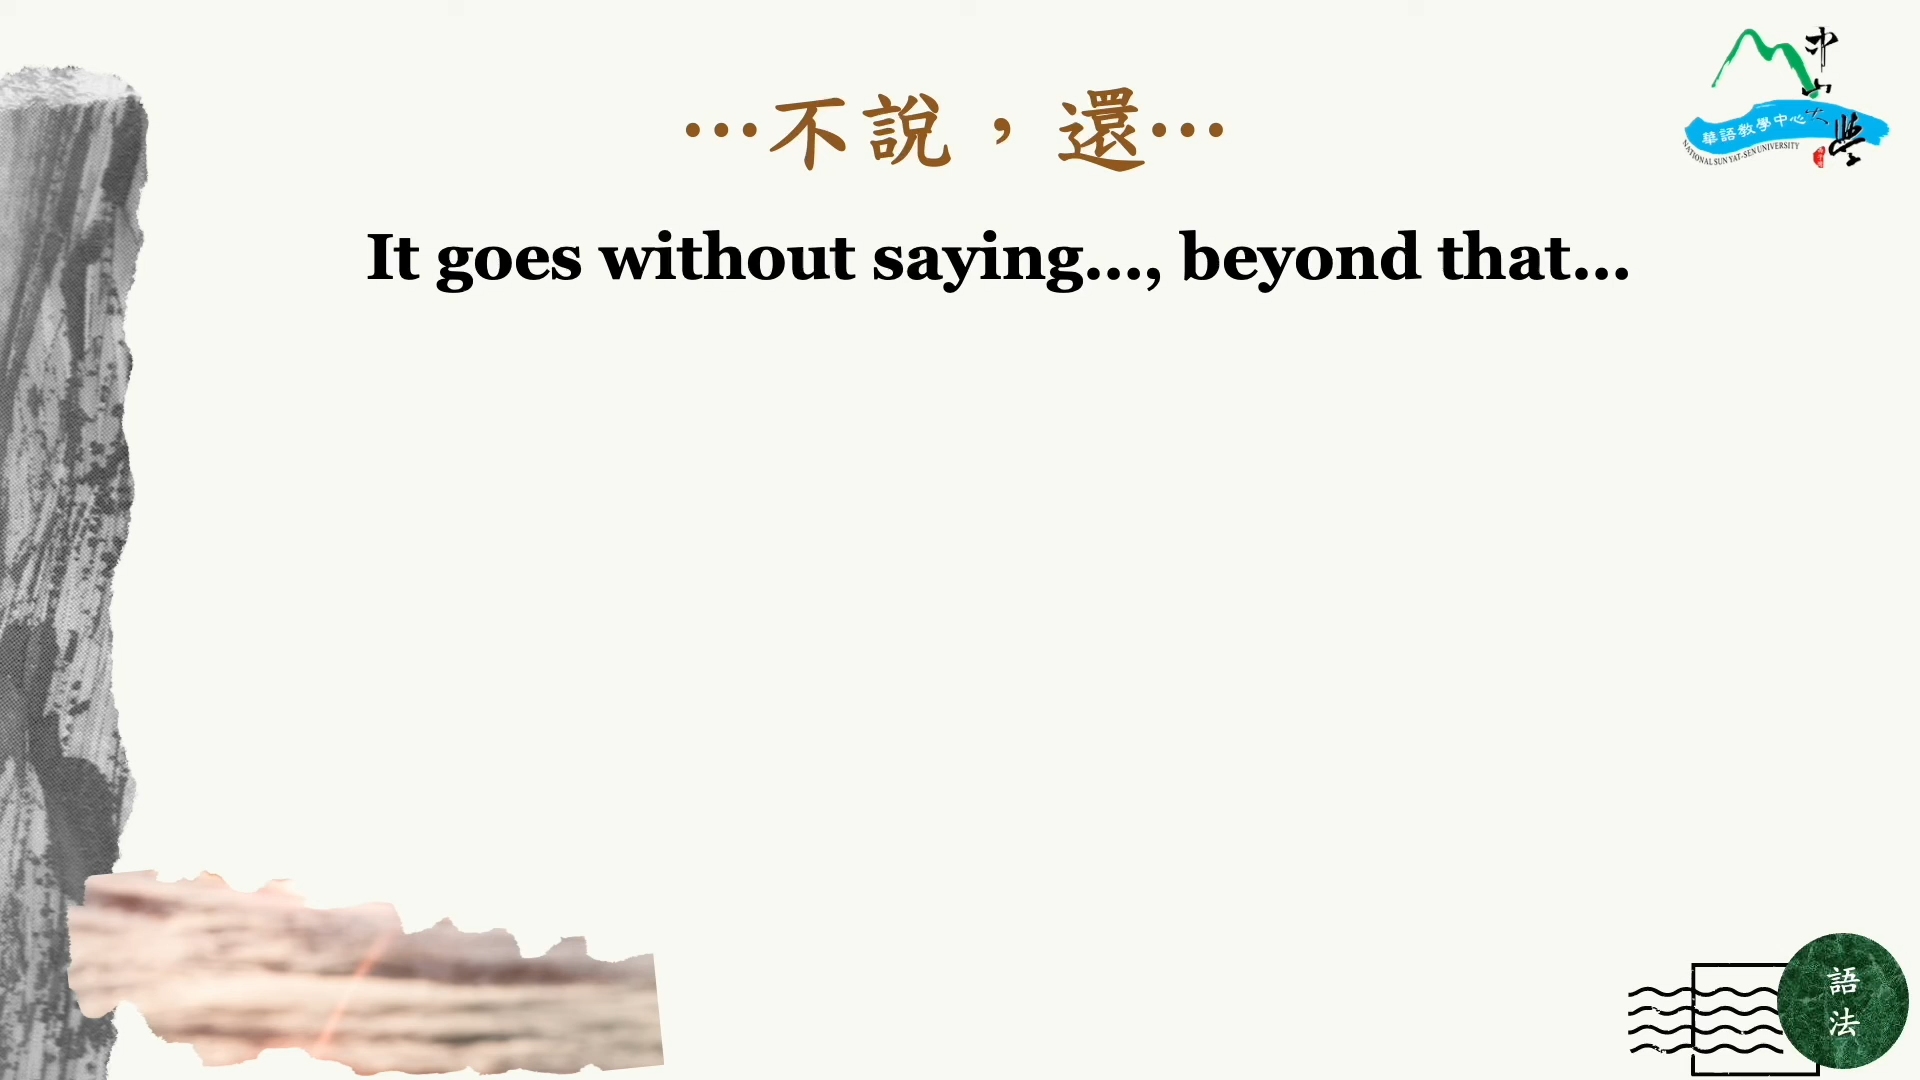 …不說，還…
It goes without saying..., beyond that...
中山大學
華語教學中心
NATIONAL SUN YAT-SEN UNIVERSITY
語
法